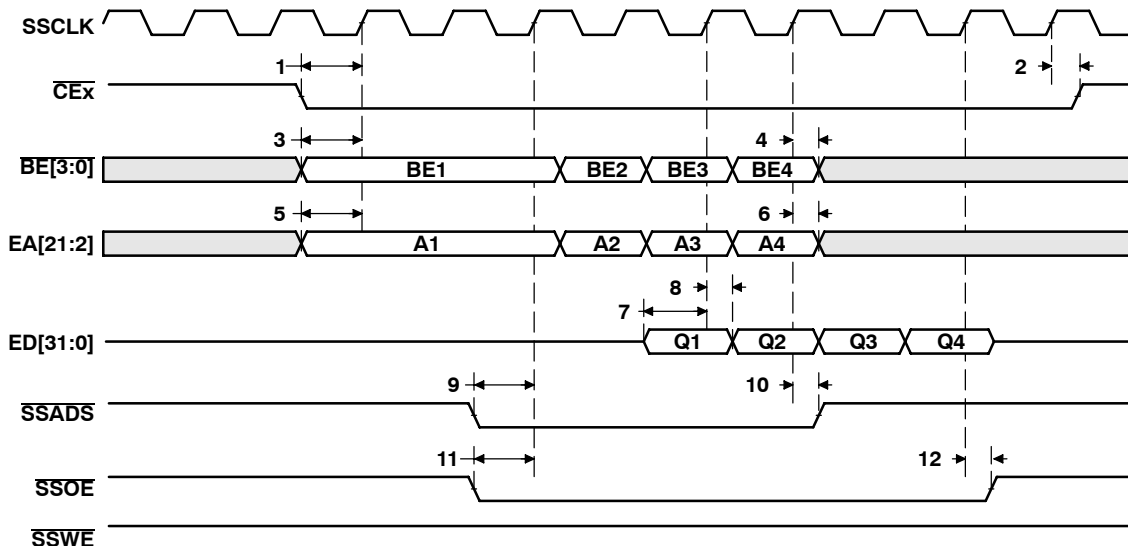 SSCLK
1
2
CEx
3
4
BE[3:0]
BE1
BE2
BE3
BE4
5
6
EA[21:2]
A1
A2
A3
A4
8
7
ED[31:0]
Q1
Q2
Q3
Q4
9
10
SSADS
11
12
SSOE
SSWE